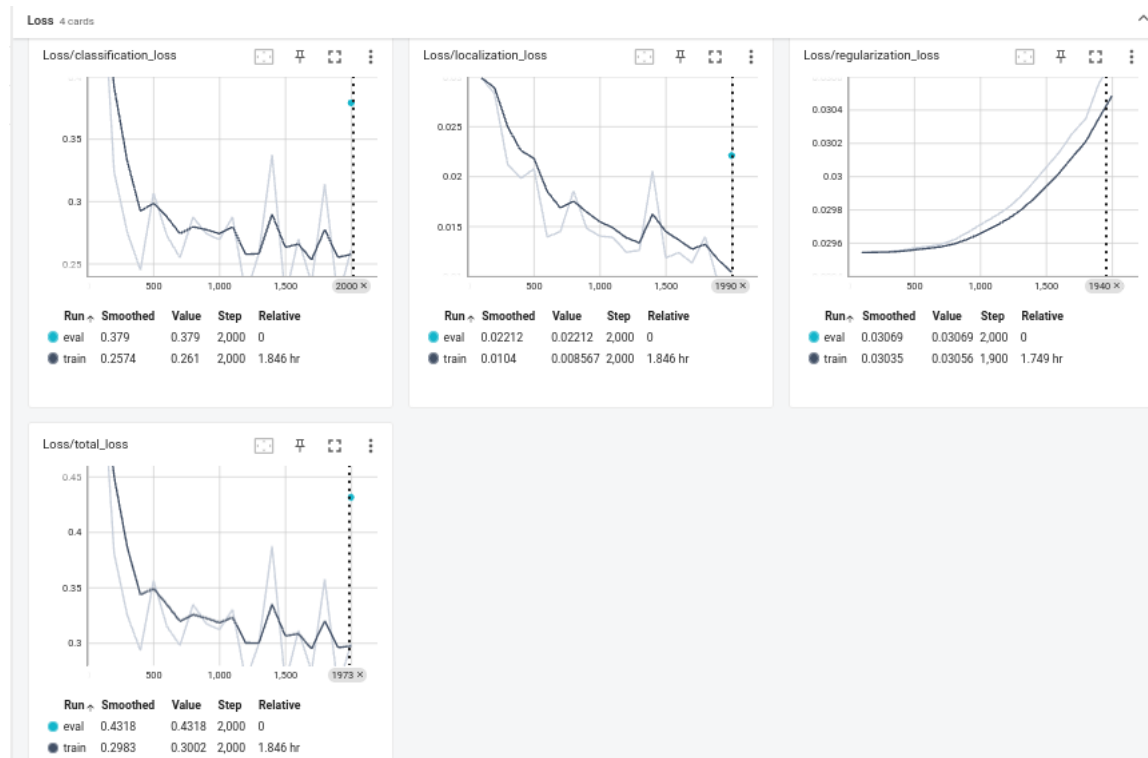 Loss 4 cards
Loss/classification_loss
0.35
0.3
0.25
500 1,000 1,500 2000 ×
Run Smoothed Value Step Relative
eval 0.379 0.379 2,000 0
train 0.2574 0.261 2,000 1.846 hr
Loss/localization_loss
0.025
0.02
0.015
500 1,000 1,500 1990 ×
Run Smoothed Value Step Relative
eval 0.02212 0.02212 2,000 0
train 0.0104 0.008567 2,000 1.846 hr
Loss/regularization_loss
0.0304
0.0302
0.03
0.0298
0.0296
500 1,000 1,500 1940 ×
Run Smoothed Value Step Relative
eval 0.03069 0.03069 2,000 0
train 0.03035 0.03056 1,900 1.749 hr
Loss/total_loss
0.45
0.4
0.35
0.3
500 1,000 1,500 1973 ×
Run Smoothed Value Step Relative
eval 0.4318 0.4318 2,000 0
train 0.2983 0.3002 2,000 1.846 hr